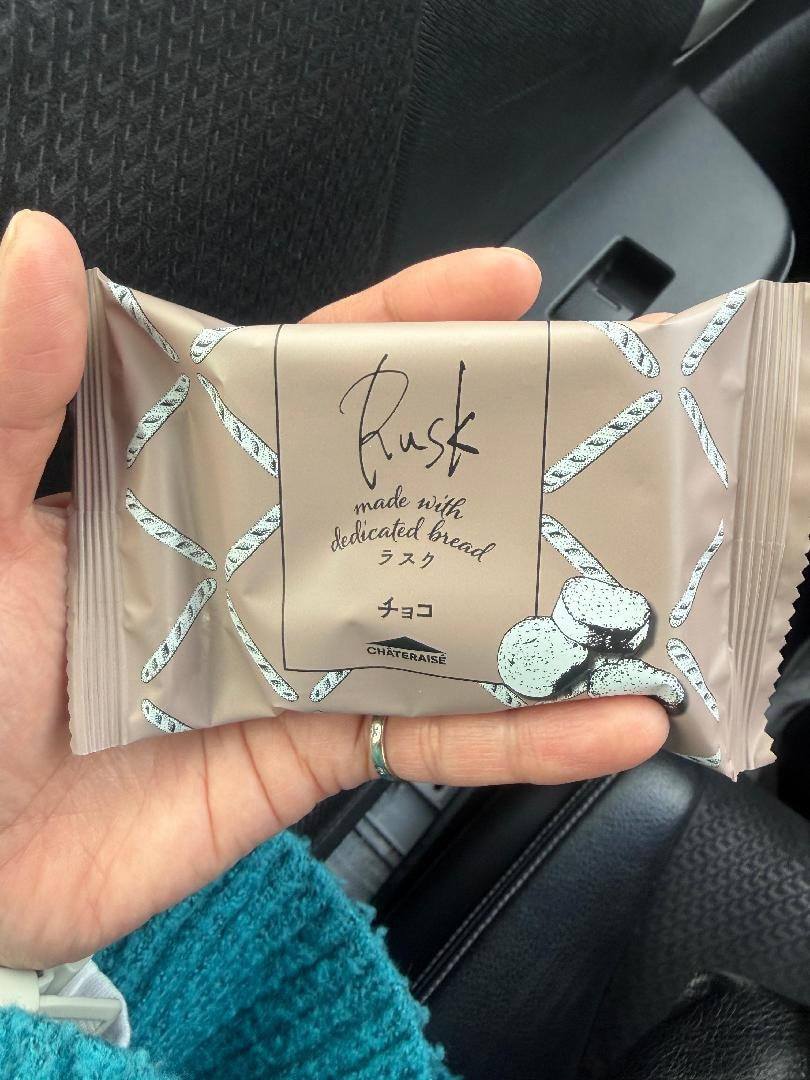 Rusk
made with
dedicated bread
ラスク
チョコ
CHÂTERAISÉ